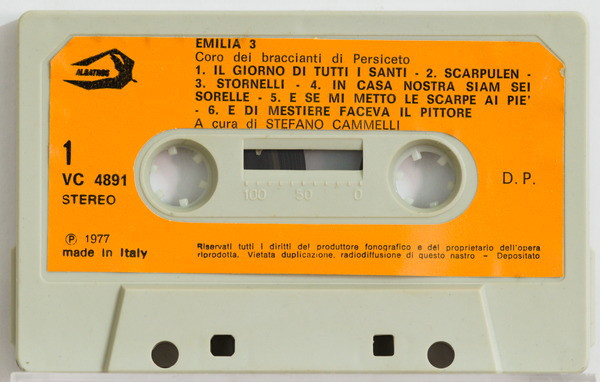 ALBATROS
EMILIA 3
Coro dei braccianti di Persiceto
1. IL GIORNO DI TUTTI I SANTI - 2. SCARPULEN -
3. STORNELLI - 4. IN CASA NOSTRA SIAM SEI
SORELLE - 5. E SE MI METTO LE SCARPE AI PIE'
- 6. E DI MESTIERE FACEVA IL PITTORE
A cura di STEFANO CAMMELLI
1
VC 4891
STEREO
100 50 0
D. P.
℗ 1977
made in Italy
Riservati tutti i diritti del produttore fonografico e del proprietario dell'opera
riprodotta. Vietata duplicazione, radiodiffusione di questo nastro - Depositato